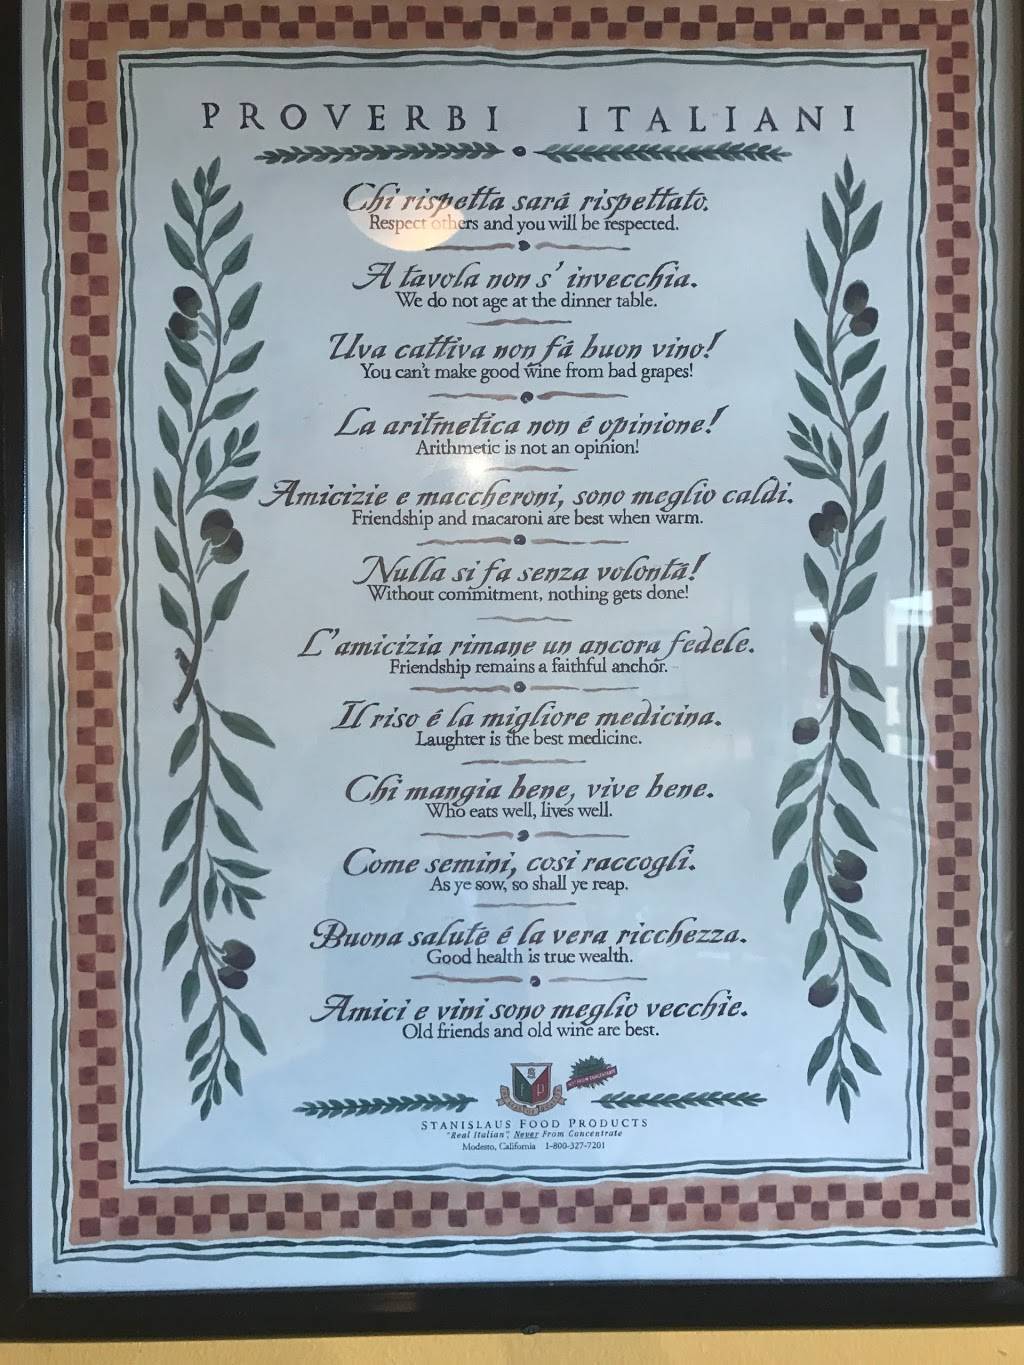 PROVERBI ITALIANI
Chi rispetta sará rispettato.
Respect others and you will be respected.
A tavola non s' invecchia.
We do not age at the dinner table.
Uva cattiva non fá buon vino!
You can't make good wine from bad grapes!
La aritmetica non é opinione!
Arithmetic is not an opinion!
Amicizie e maccheroni, sono meglio caldi.
Friendship and macaroni are best when warm.
Nulla si fa senza volontá!
Without commitment, nothing gets done!
L'amicizia rimane un ancora fedele.
Friendship remains a faithful anchor.
Il riso é la migliore medicina.
Laughter is the best medicine.
Chi mangia bene, vive bene.
Who eats well, lives well.
Come semini, cosi raccogli.
As ye sow, so shall ye reap.
Buona saluté é la vera ricchezza.
Good health is true wealth.
Amici e vini sono meglio vecchie.
Old friends and old wine are best.
STANISLAUS FOOD PRODUCTS
"Real Italian", Never From Concentrate
Modesto, California 1-800-327-7201